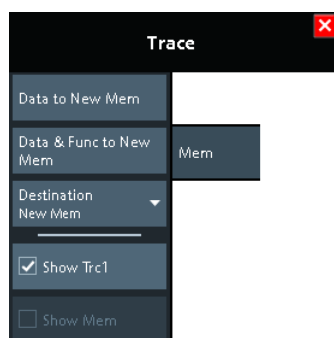 Trace
Data to New Mem
Data & Func to New
Mem
Mem
Destination
New Mem
Show Trc1
Show Mem